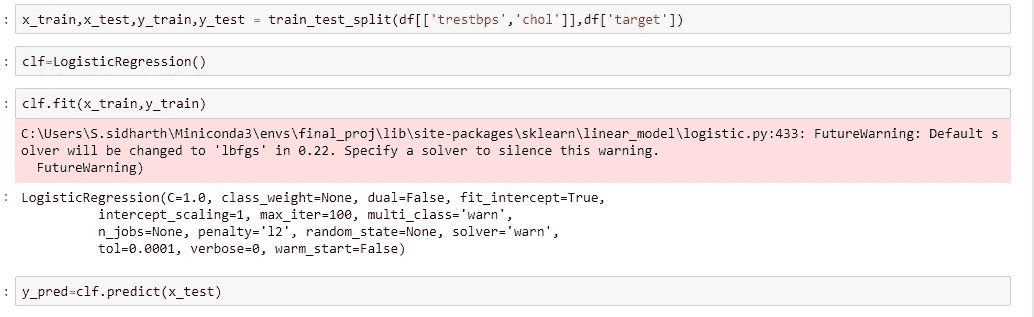 : x_train,x_test,y_train,y_test = train_test_split(df[['trestbps','chol']],df['target'])
: clf=LogisticRegression()
: clf.fit(x_train,y_train)
C:\Users\S.sidharth\Miniconda3\envs\final_proj\lib\site-packages\sklearn\linear_model\logistic.py:433: FutureWarning: Default s
olver will be changed to 'lbfgs' in 0.22. Specify a solver to silence this warning.
  FutureWarning)
: LogisticRegression(C=1.0, class_weight=None, dual=False, fit_intercept=True,
          intercept_scaling=1, max_iter=100, multi_class='warn',
          n_jobs=None, penalty='l2', random_state=None, solver='warn',
          tol=0.0001, verbose=0, warm_start=False)
: y_pred=clf.predict(x_test)